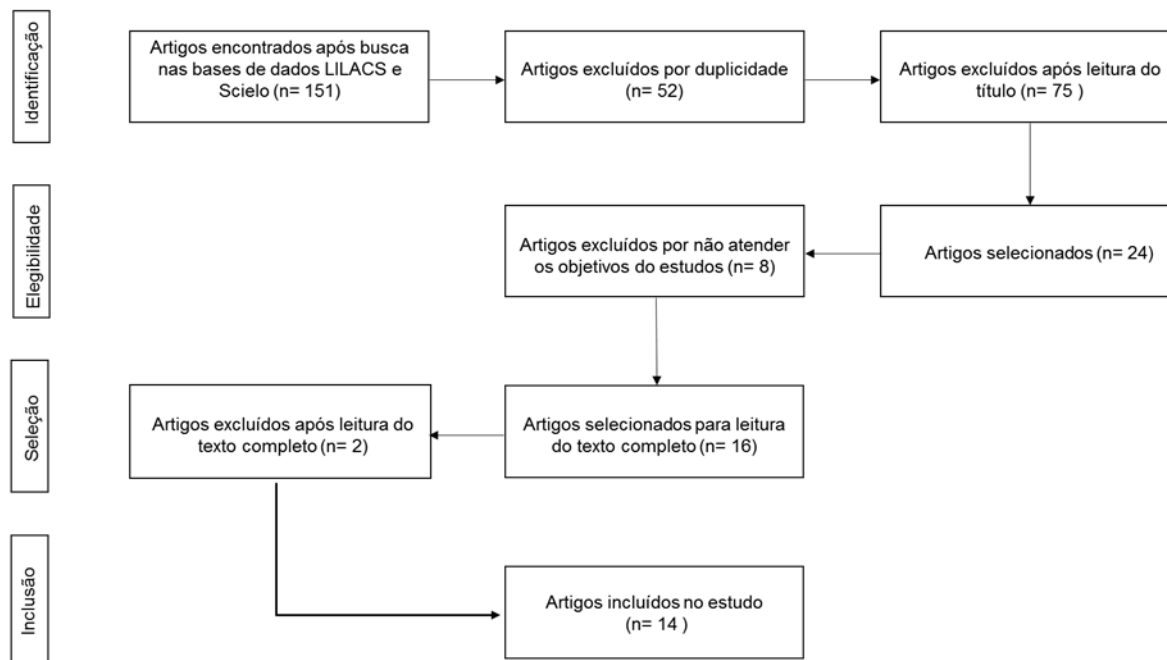 Identificação
Artigos encontrados após busca
nas bases de dados LILACS e
Scielo (n= 151)
Artigos excluídos por duplicidade
(n= 52)
Artigos excluídos após leitura do
título (n= 75 )
Elegibilidade
Artigos excluídos por não atender
os objetivos do estudos (n= 8)
Artigos selecionados (n= 24)
Seleção
Artigos excluídos após leitura do
texto completo (n= 2)
Artigos selecionados para leitura
do texto completo (n= 16)
Inclusão
Artigos incluídos no estudo
(n= 14 )